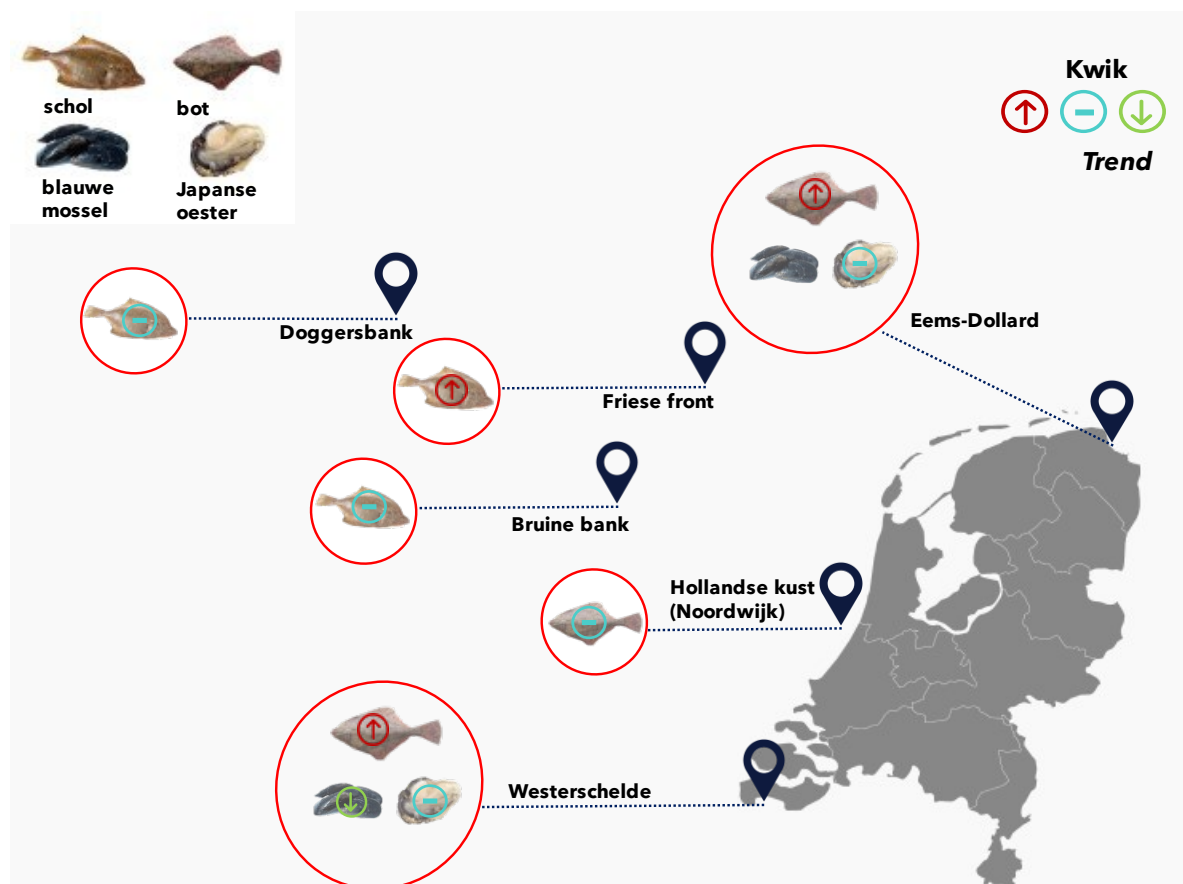 schol
bot
blauwe
mossel
Japanse
oester
Kwik
Trend
Doggersbank
Friese front
Eems-Dollard
Bruine bank
Hollandse kust
(Noordwijk)
Westerschelde